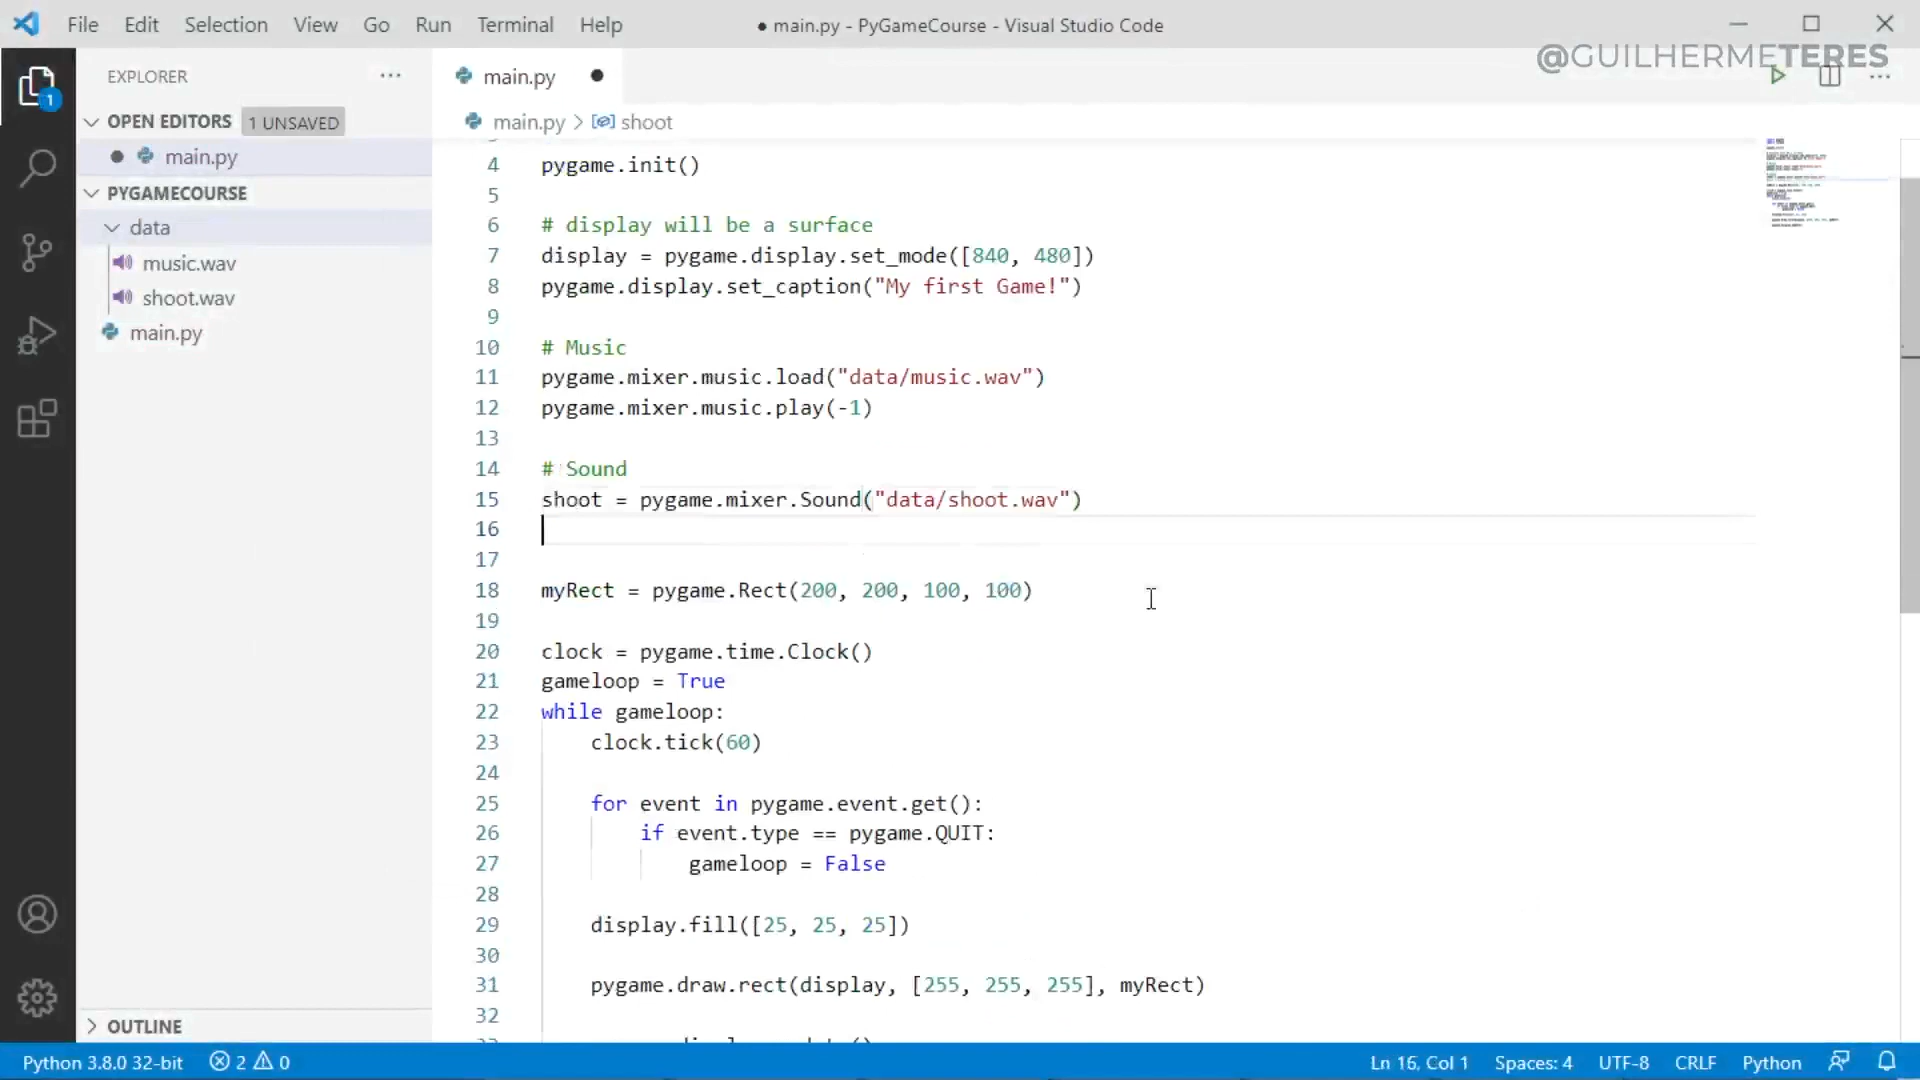 File Edit Selection View Go Run Terminal Help
● main.py - PyGameCourse - Visual Studio Code
@GUILHERMETERES
EXPLORER
OPEN EDITORS 1 UNSAVED
main.py
PYGAMECOURSE
data
music.wav
shoot.wav
main.py
OUTLINE
1
main.py
main.py > shoot
4 pygame.init()
5
6 # display will be a surface
7 display = pygame.display.set_mode([840, 480])
8 pygame.display.set_caption("My first Game!")
9
10 # Music
11 pygame.mixer.music.load("data/music.wav")
12 pygame.mixer.music.play(-1)
13
14 # Sound
15 shoot = pygame.mixer.Sound("data/shoot.wav")
16
17
18 myRect = pygame.Rect(200, 200, 100, 100)
19
20 clock = pygame.time.Clock()
21 gameloop = True
22 while gameloop:
23 clock.tick(60)
24
25 for event in pygame.event.get():
26 if event.type == pygame.QUIT:
27 gameloop = False
28
29 display.fill([25, 25, 25])
30
31 pygame.draw.rect(display, [255, 255, 255], myRect)
32
Python 3.8.0 32-bit 2 0 Ln 16, Col 1 Spaces: 4 UTF-8 CRLF Python